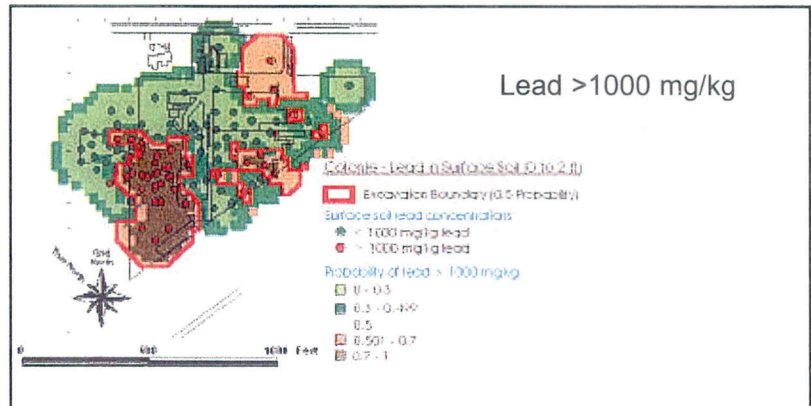 Lead >1000 mg/kg
Colonie - Lead in Surface Soil (0 to 2 ft)
Excavation Boundary (0.5 Probability)
Surface soil lead concentrations
< 1000 mg/kg lead
> 1000 mg/kg lead
Probability of lead > 1000 mg/kg
0 - 0.3
0.3 - 0.499
0.5
0.501 - 0.7
0.7 - 1
True North
Grid North
0 500 1000 Feet